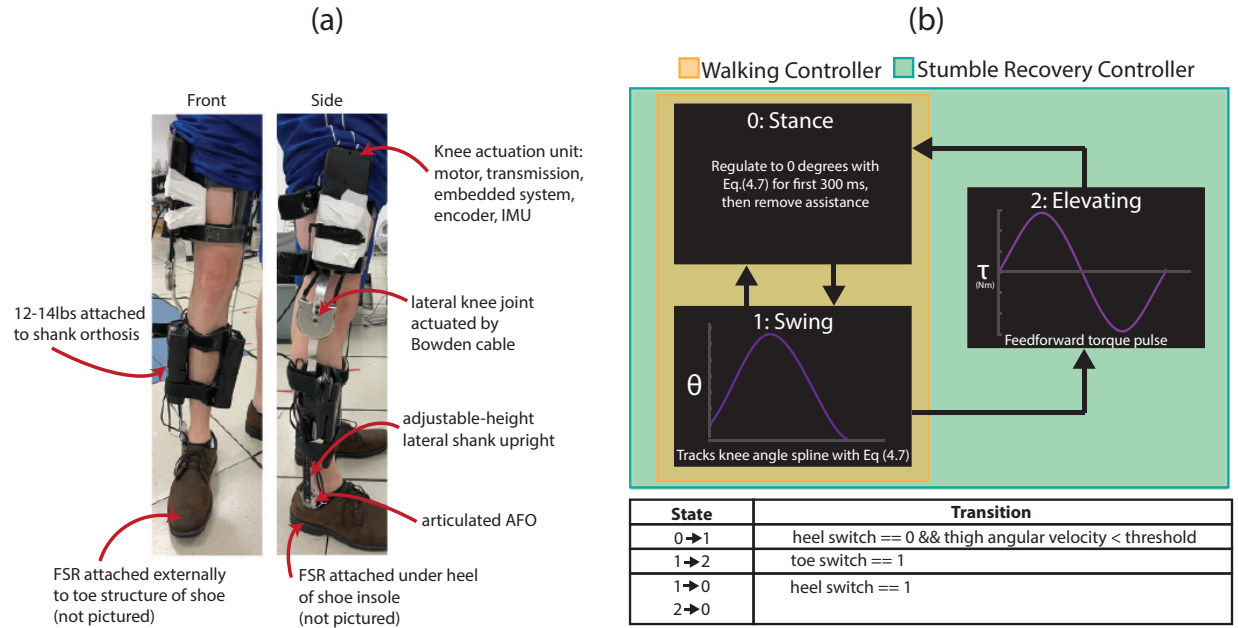 (a)
Front
Side
Knee actuation unit:
motor, transmission,
embedded system,
encoder, IMU
12-14lbs attached
to shank orthosis
lateral knee joint
actuated by
Bowden cable
adjustable-height
lateral shank upright
articulated AFO
FSR attached externally
to toe structure of shoe
(not pictured)
FSR attached under heel
of shoe insole
(not pictured)
(b)
Walking Controller
Stumble Recovery Controller
0: Stance
Regulate to 0 degrees with
Eq.(4.7) for first 300 ms,
then remove assistance
2: Elevating
τ
(Nm)
Feedforward torque pulse
1: Swing
θ
Tracks knee angle spline with Eq (4.7)
State Transition
0→1 heel switch == 0 && thigh angular velocity < threshold
1→2 toe switch == 1
1→0 heel switch == 1
2→0